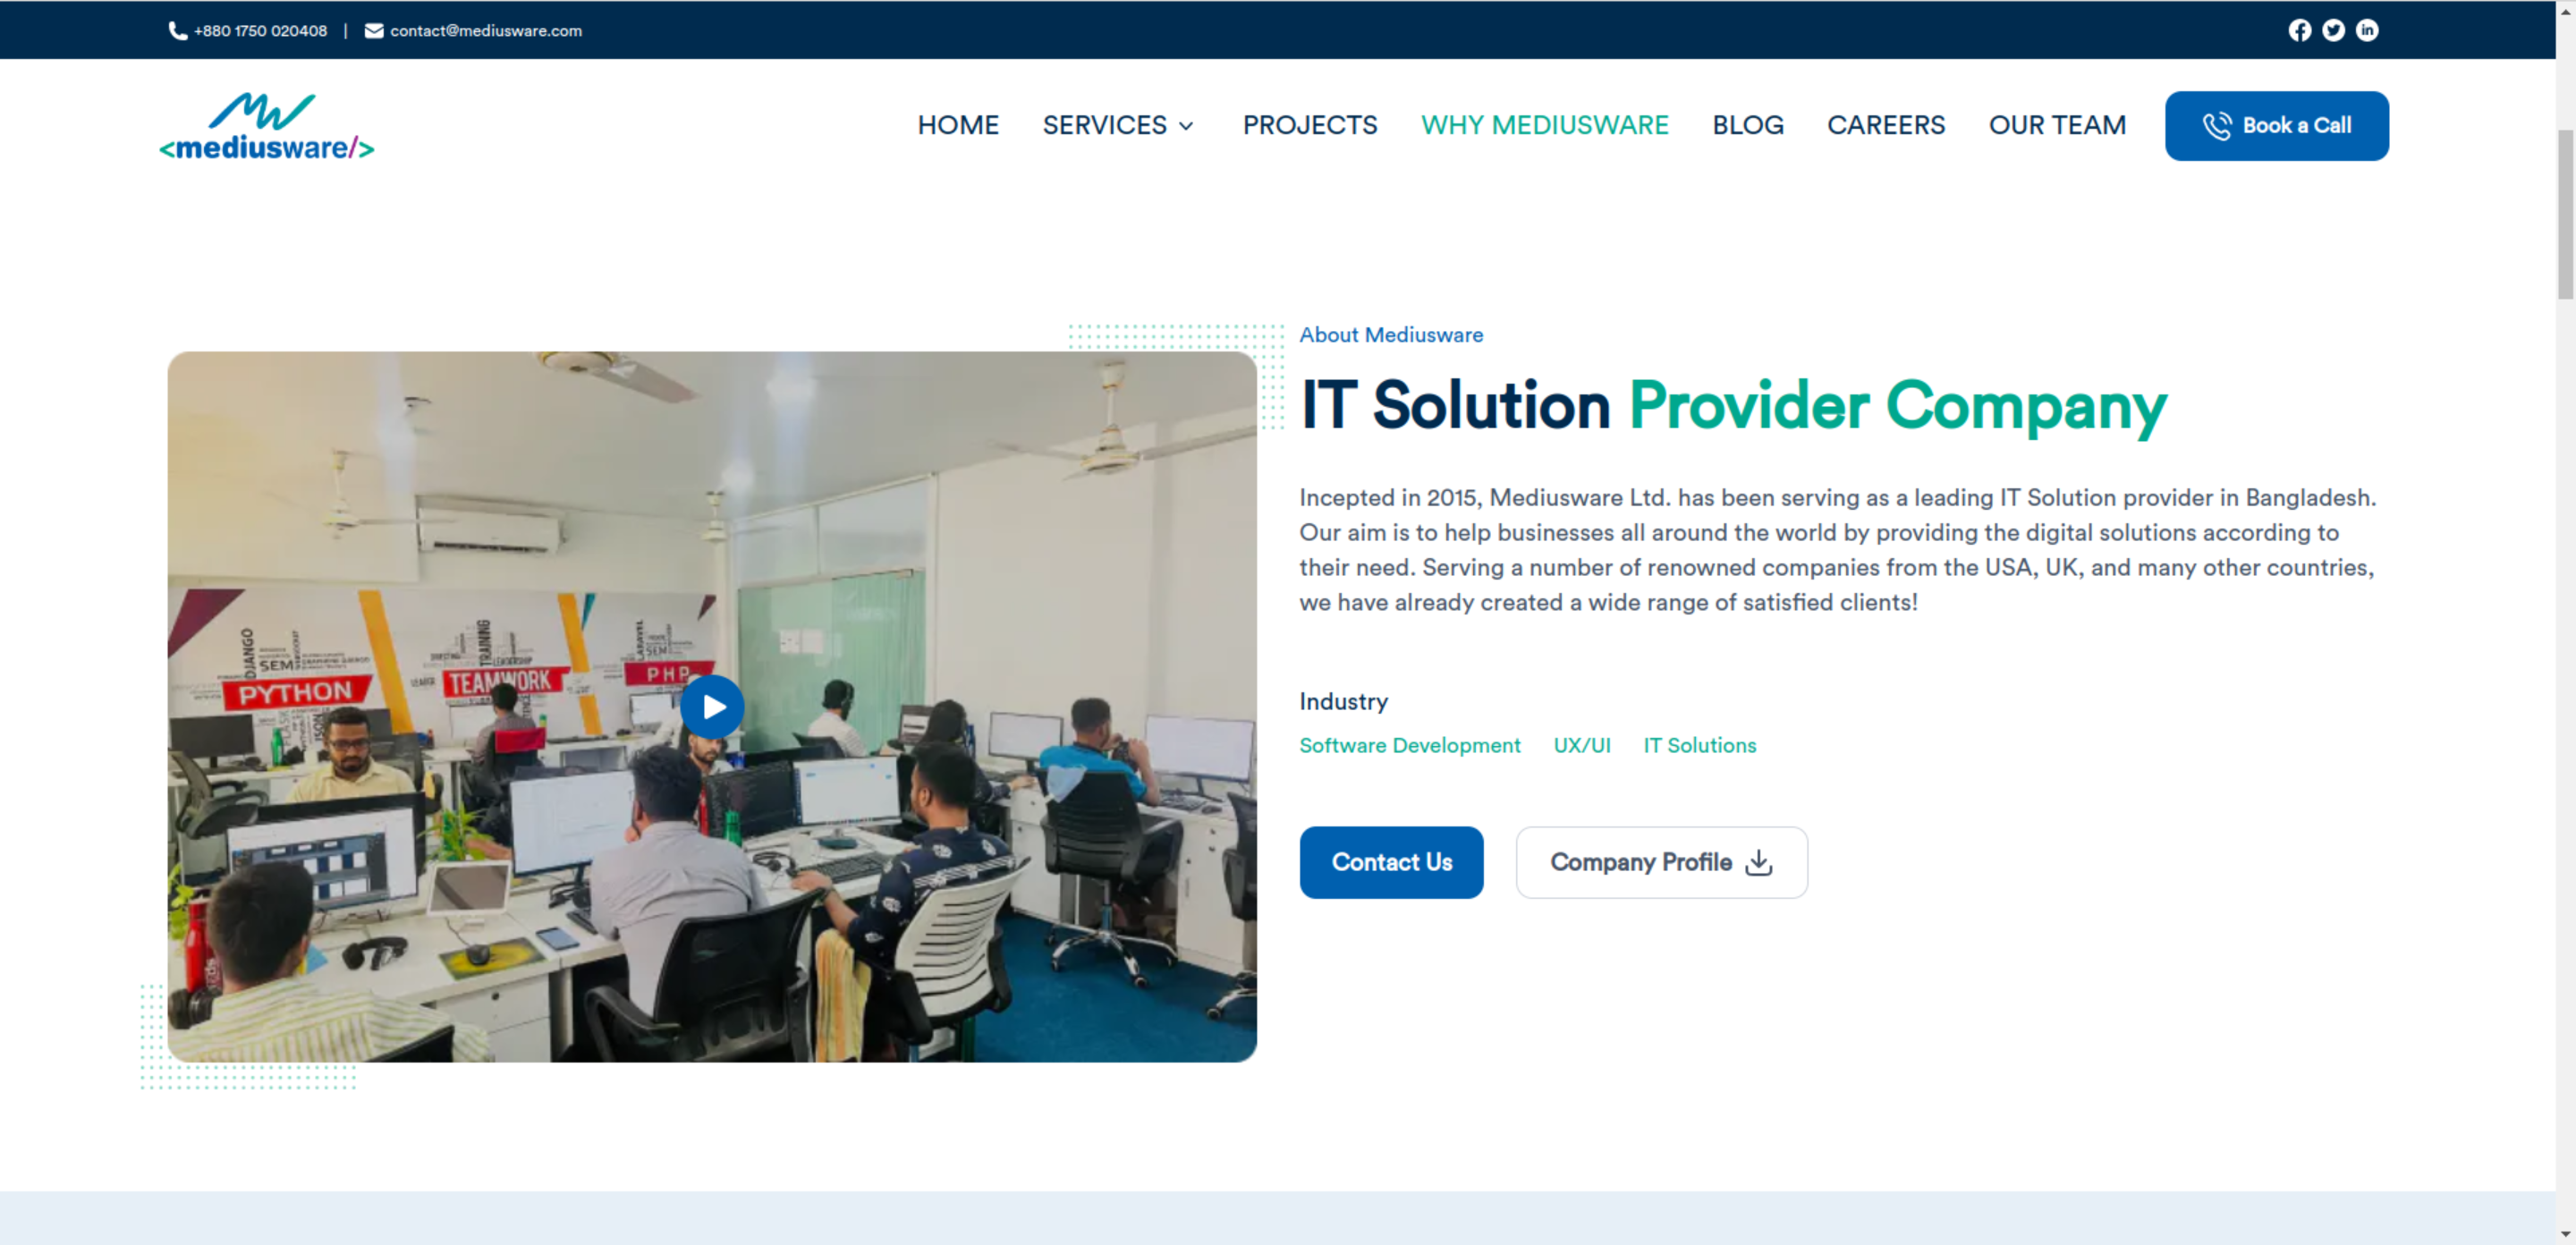 +880 1750 020408 | contact@mediusware.com
<mediusware/>
HOME SERVICES PROJECTS WHY MEDIUSWARE BLOG CAREERS OUR TEAM Book a Call
About Mediusware
IT Solution Provider Company
Incepted in 2015, Mediusware Ltd. has been serving as a leading IT Solution provider in Bangladesh.
Our aim is to help businesses all around the world by providing the digital solutions according to
their need. Serving a number of renowned companies from the USA, UK, and many other countries,
we have already created a wide range of satisfied clients!
Industry
Software Development UX/UI IT Solutions
Contact Us Company Profile
DJANGO
SEM
PYTHON
JSON
TRAINING
LEADERSHIP
TEAMWORK
LARAVEL
SEM
PHP